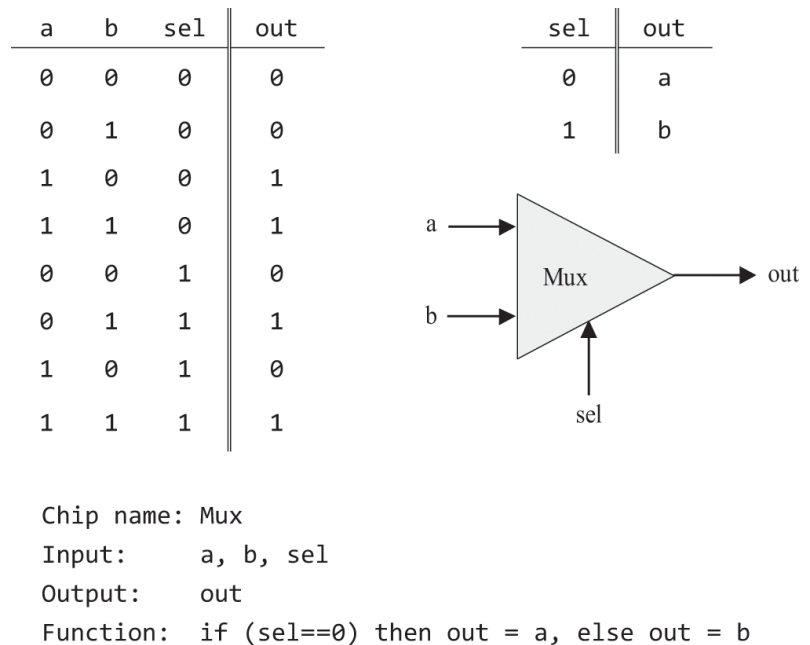 a b sel out
0 0 0 0
0 1 0 0
1 0 0 1
1 1 0 1
0 0 1 0
0 1 1 1
1 0 1 0
1 1 1 1
sel out
0 a
1 b
a
Mux
out
b
sel
Chip name: Mux
Input: a, b, sel
Output: out
Function: if (sel==0) then out = a, else out = b